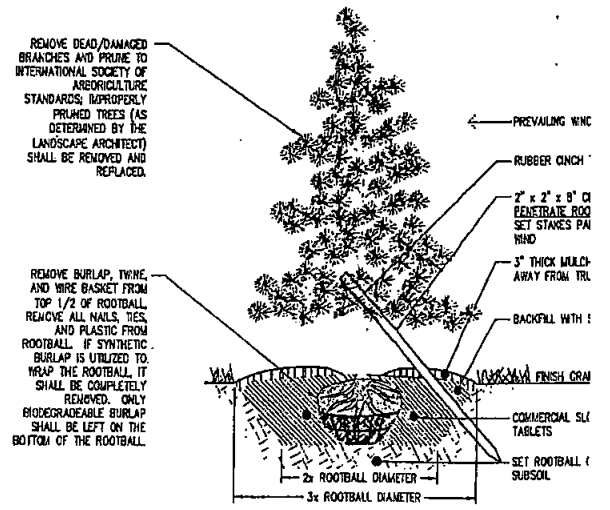 REMOVE DEAD/DAMAGED
BRANCHES AND PRUNE TO
INTERNATIONAL SOCIETY OF
ARBORICULTURE
STANDARDS; IMPROPERLY
PRUNED TREES (AS
DETERMINED BY THE
LANDSCAPE ARCHITECT)
SHALL BE REMOVED AND
REPLACED.
PREVAILING
RUBBER CINCH
2" x 2" x 8'
PENETRATE
SET STAKES
WIND
3" THICK
AWAY FROM
REMOVE BURLAP, TWINE,
AND WIRE BASKET FROM
TOP 1/2 OF ROOTBALL,
REMOVE ALL NAILS, TIES,
AND PLASTIC FROM
ROOTBALL. IF SYNTHETIC
BURLAP IS UTILIZED TO
WRAP THE ROOTBALL, IT
SHALL BE COMPLETELY
REMOVED. ONLY
BIODEGRADEABLE BURLAP
SHALL BE LEFT ON THE
BOTTOM OF THE ROOTBALL.
BACKFILL WITH
FINISH
COMMERCIAL
TABLETS
SET ROOTBALL
SUBSOIL
2x ROOTBALL DIAMETER
3x ROOTBALL DIAMETER